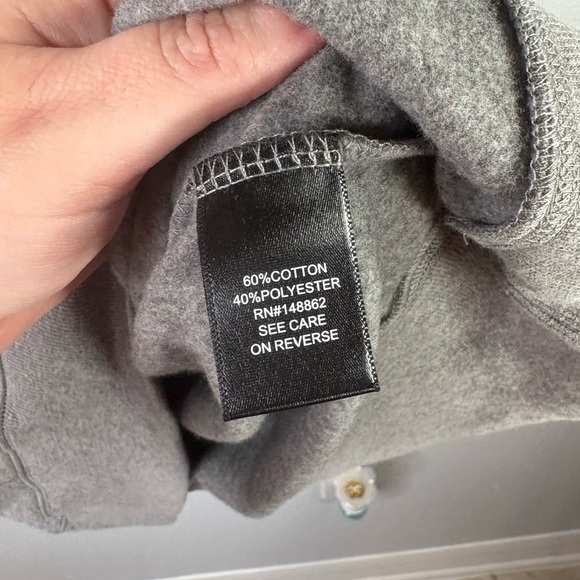 60%COTTON
40%POLYESTER
RN#148862
SEE CARE
ON REVERSE